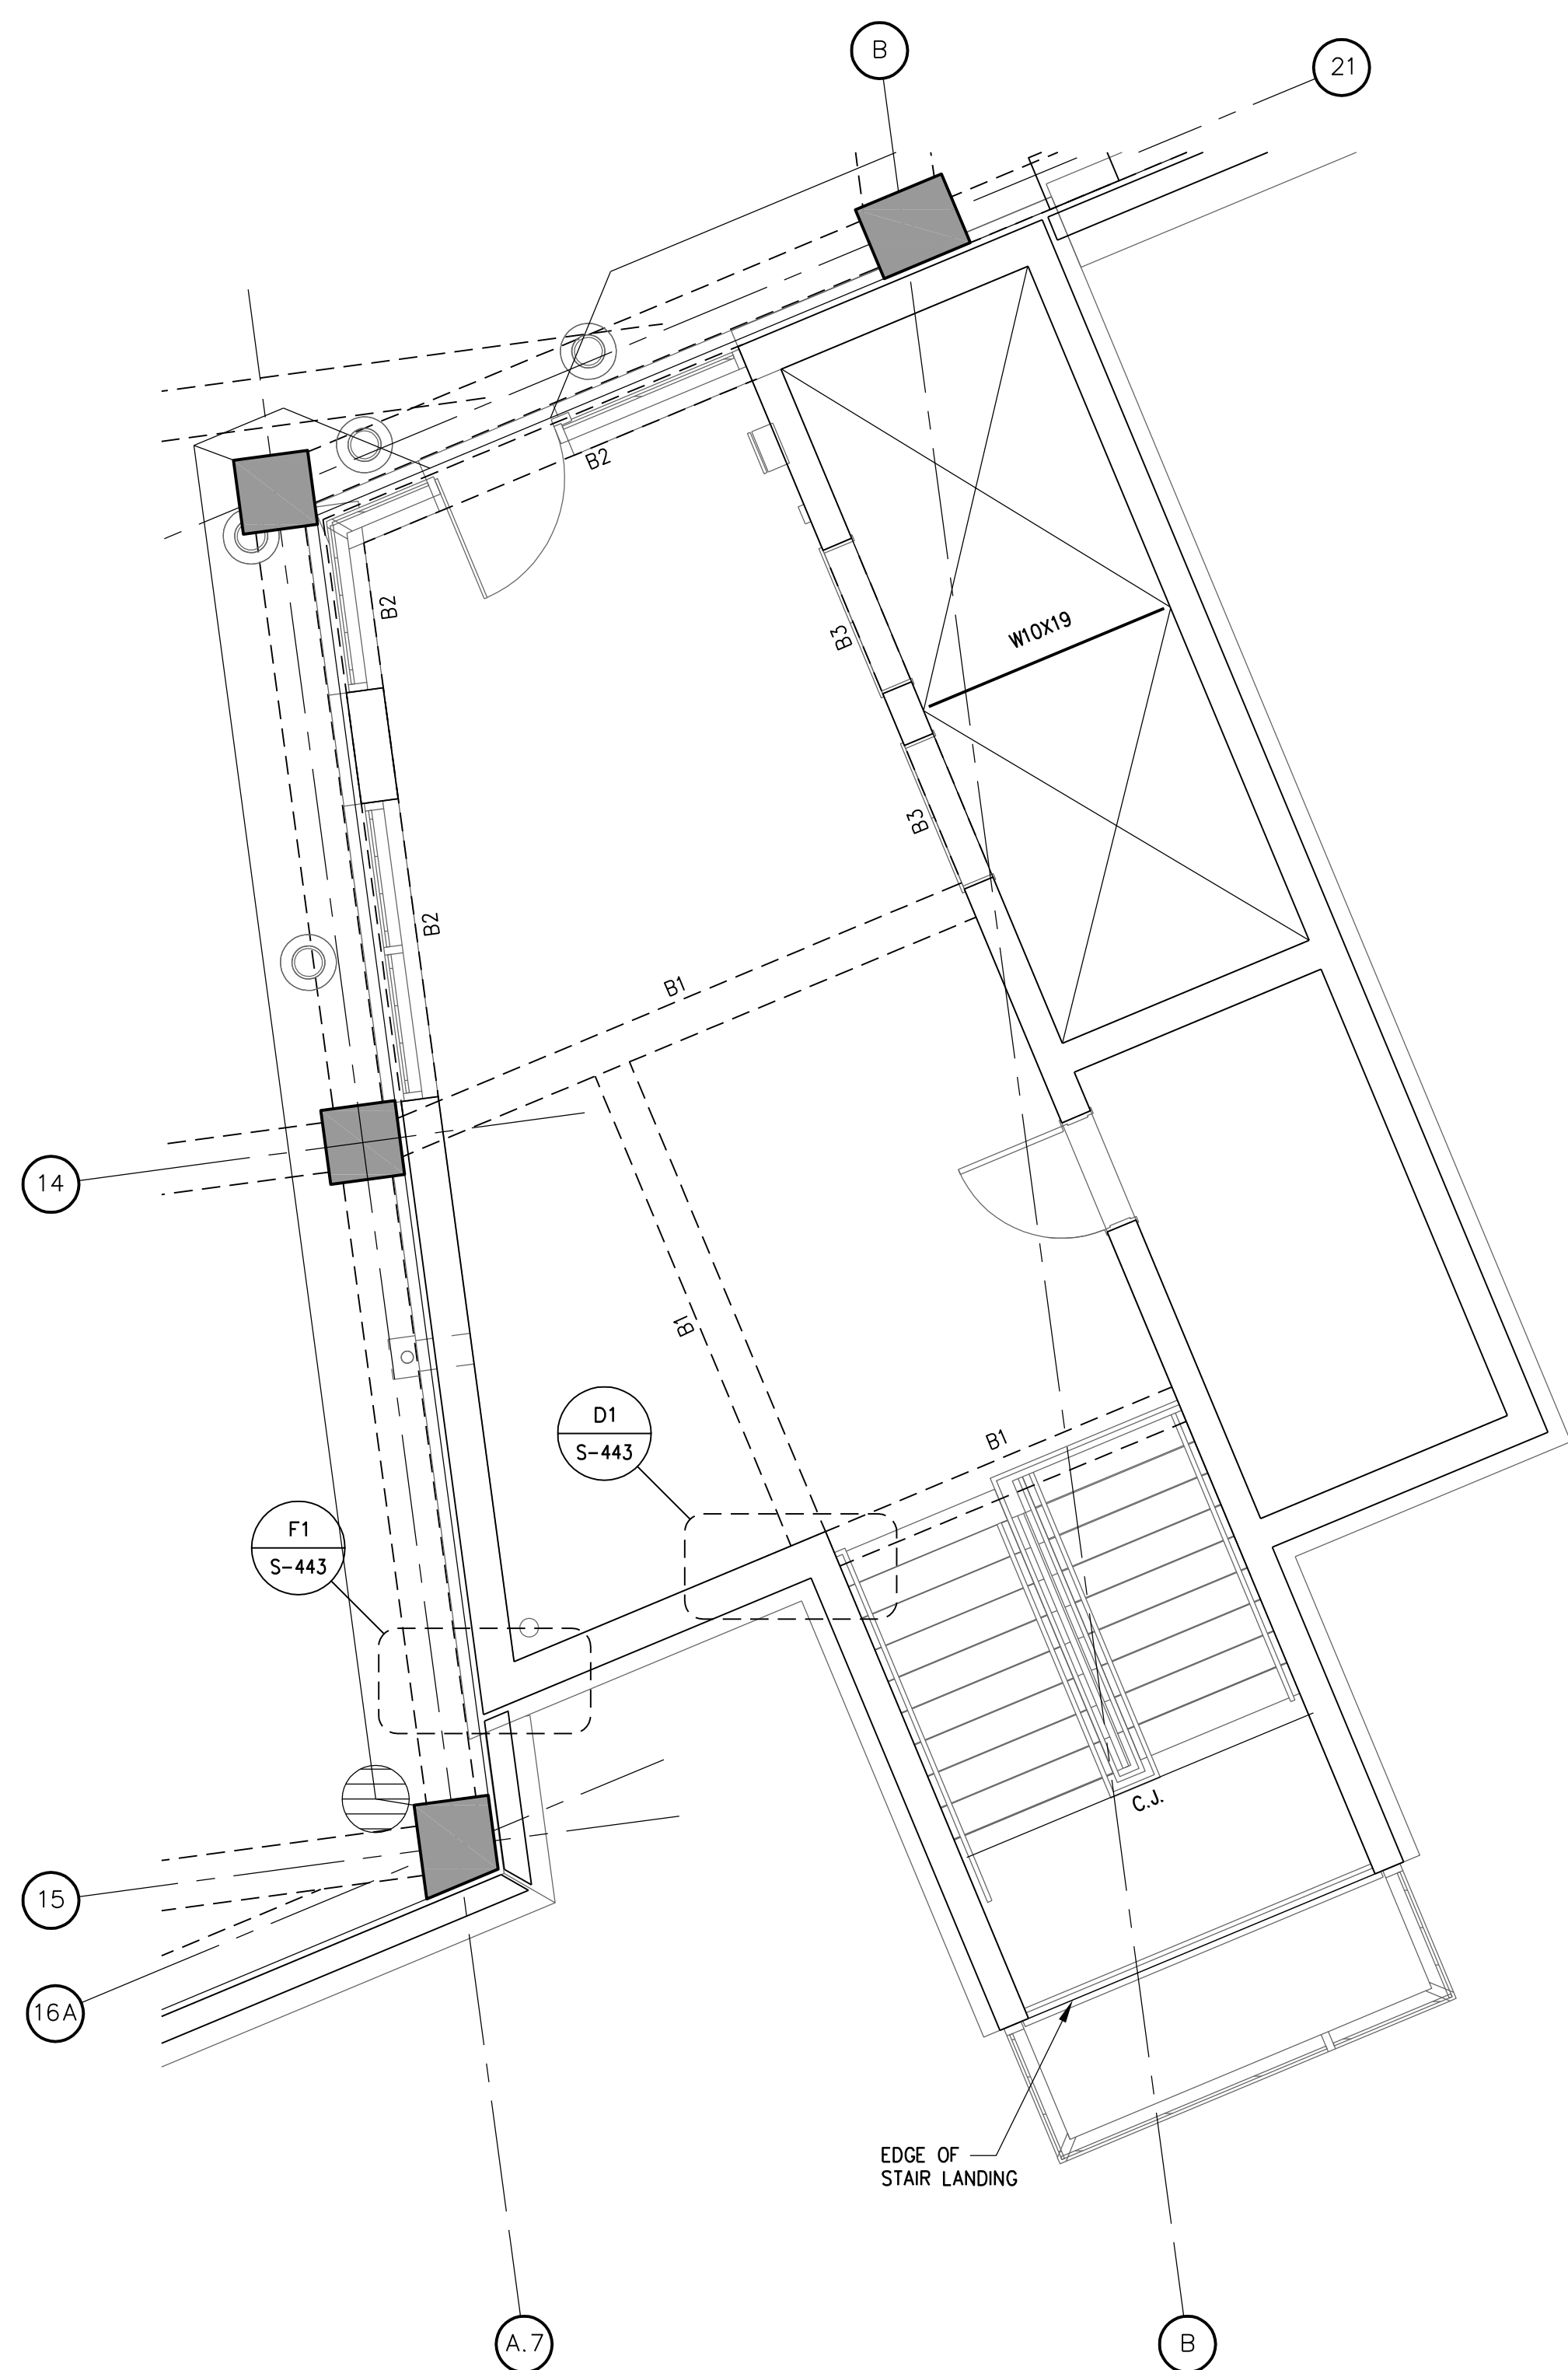 B
21
B2
B2
W10X19
B3
B3
B2
B1
14
B1
D1
S-443
B1
F1
S-443
C.J.
15
16A
EDGE OF
STAIR LANDING
A.7
B